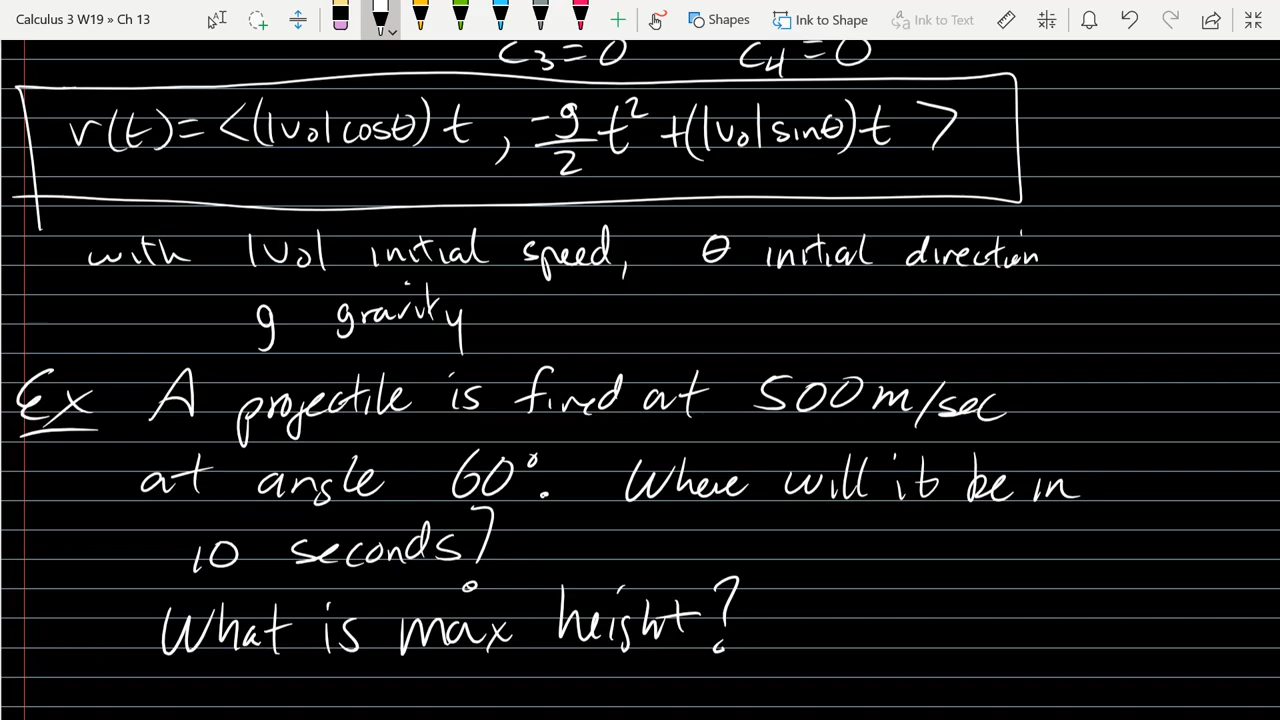 Calculus 3 W19 » Ch 13
Shapes
Ink to Shape
Ink to Text
C₃=0 C₄=0
r(t)=<(|v₀|cosθ)t, -g/2 t² +(|v₀|sinθ)t>
with |v₀| initial speed, θ initial direction
g gravity
Ex A projectile is fired at 500m/sec
at angle 60°. Where will it be in
10 seconds?
What is max height?